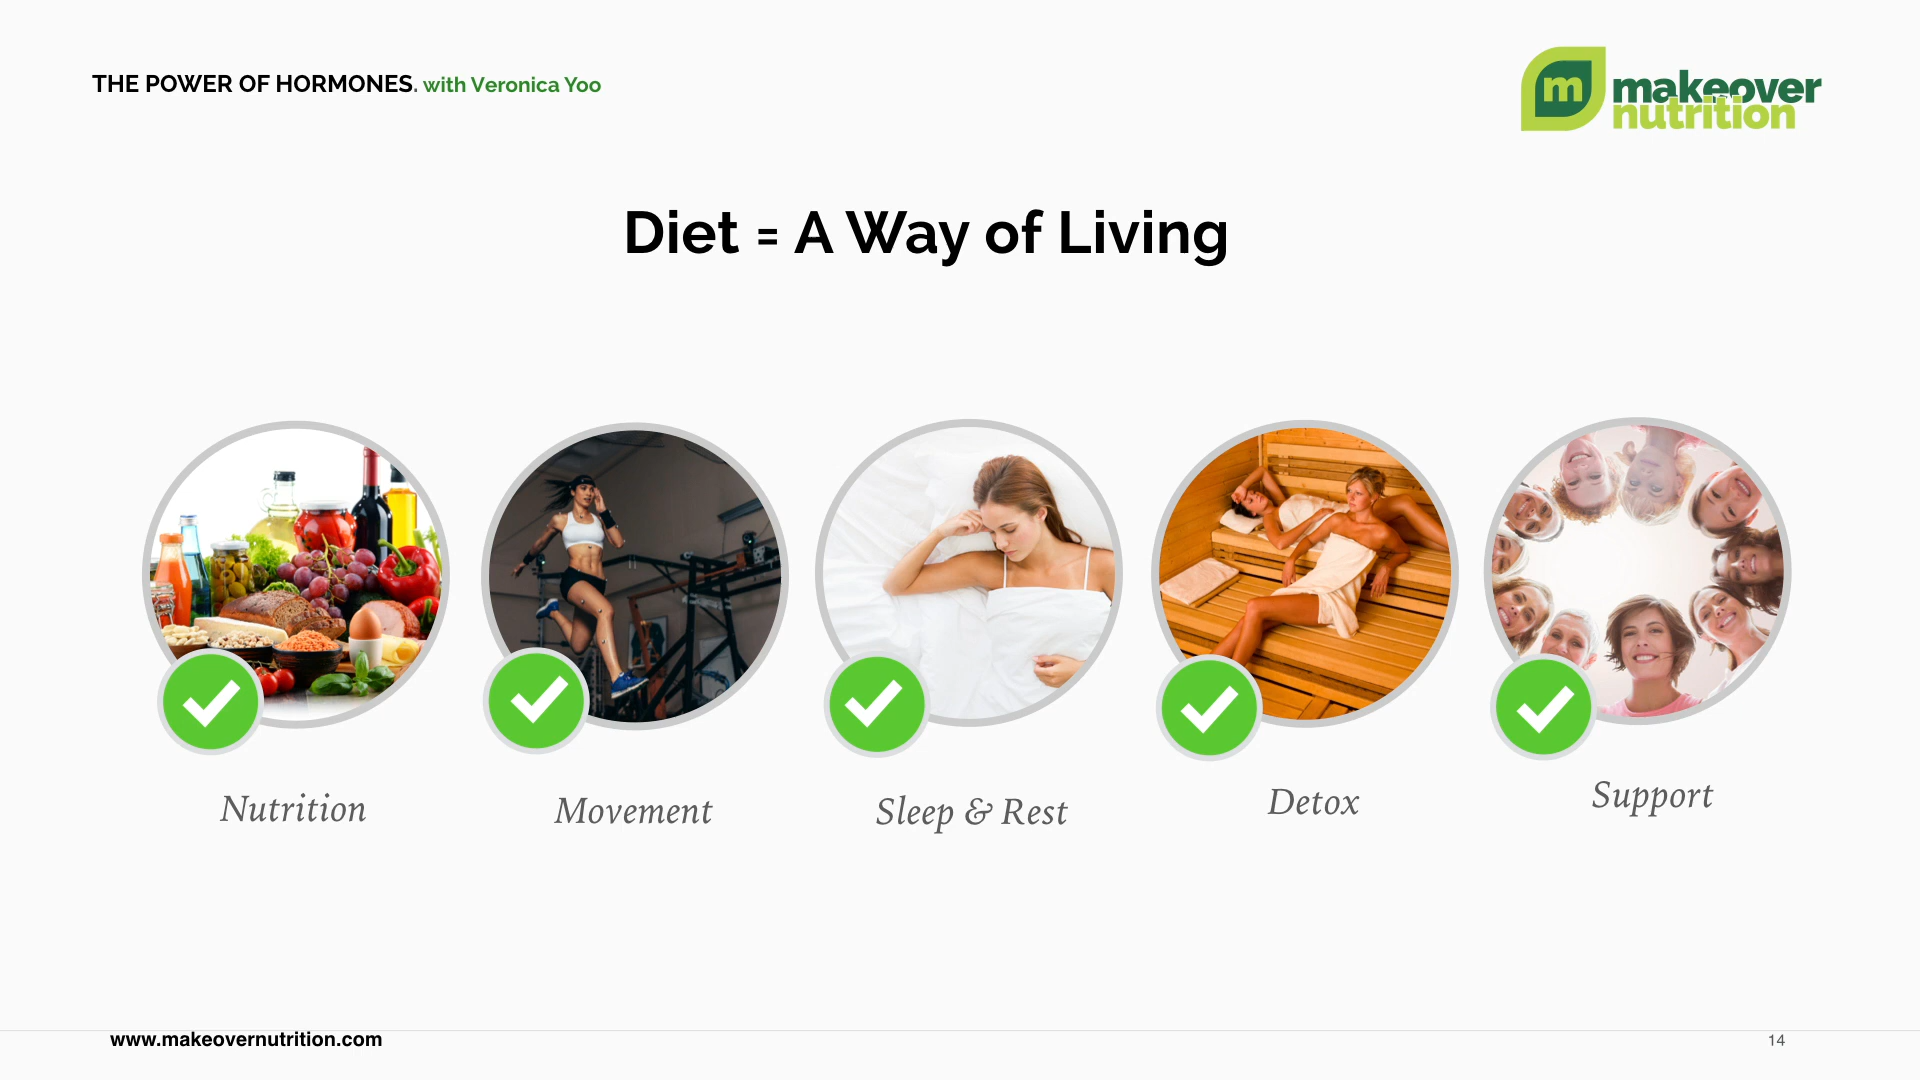 THE POWER OF HORMONES. with Veronica Yoo
m
makeover
nutrition
Diet = A Way of Living
Nutrition
Movement
Sleep & Rest
Detox
Support
www.makeovernutrition.com
14